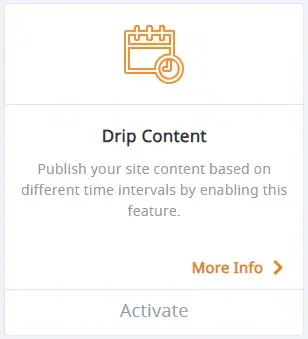 Drip Content
Publish your site content based on
different time intervals by enabling this
feature.
More Info
Activate